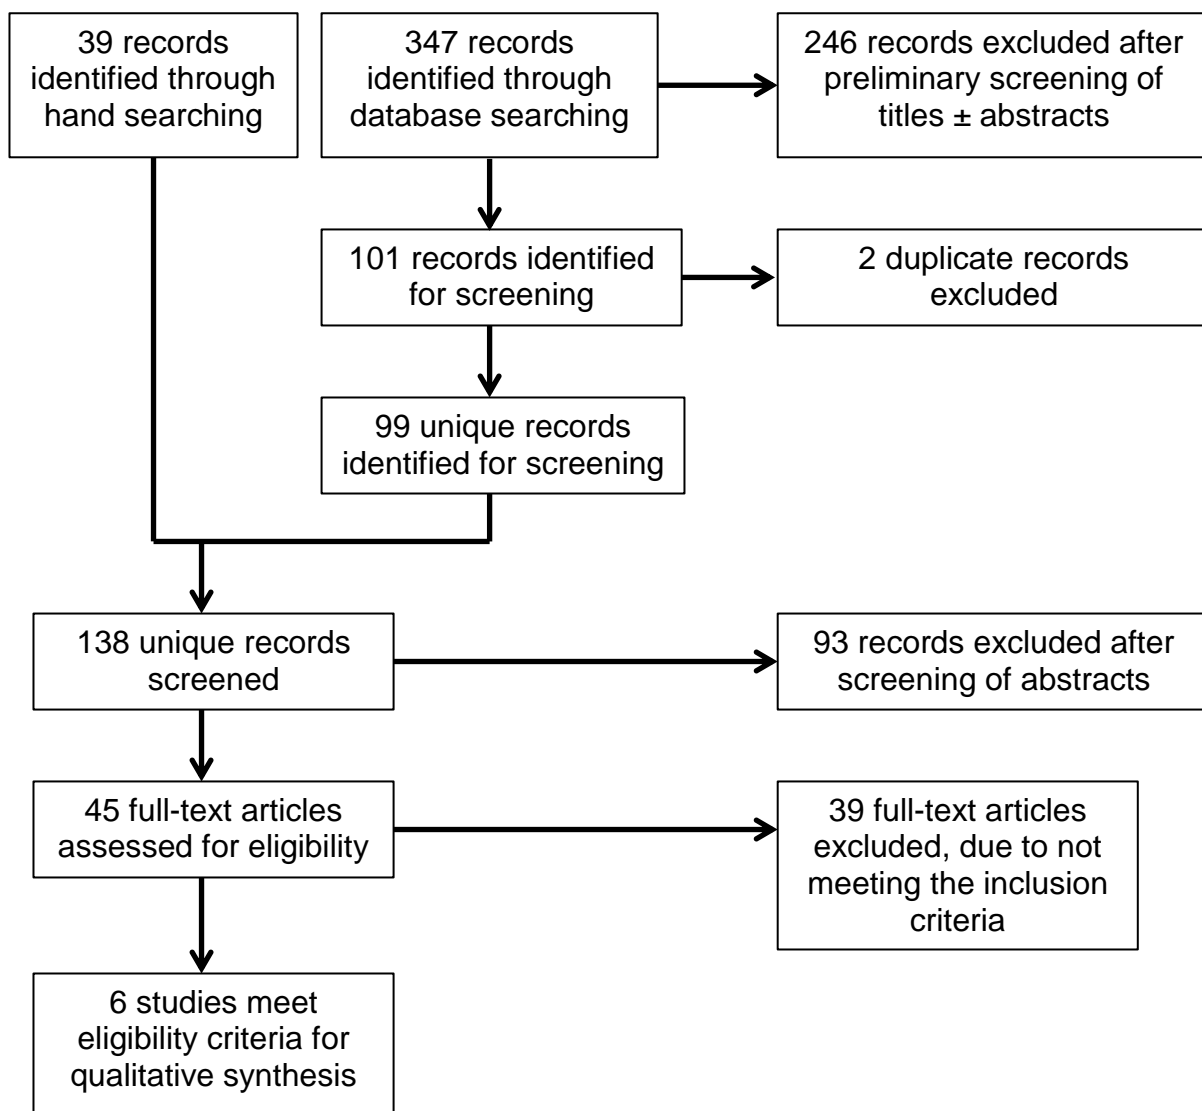 39 records
identified through
hand searching
347 records
identified through
database searching
246 records excluded after
preliminary screening of
titles ± abstracts
101 records identified
for screening
2 duplicate records
excluded
99 unique records
identified for screening
138 unique records
screened
93 records excluded after
screening of abstracts
45 full-text articles
assessed for eligibility
39 full-text articles
excluded, due to not
meeting the inclusion
criteria
6 studies meet
eligibility criteria for
qualitative synthesis